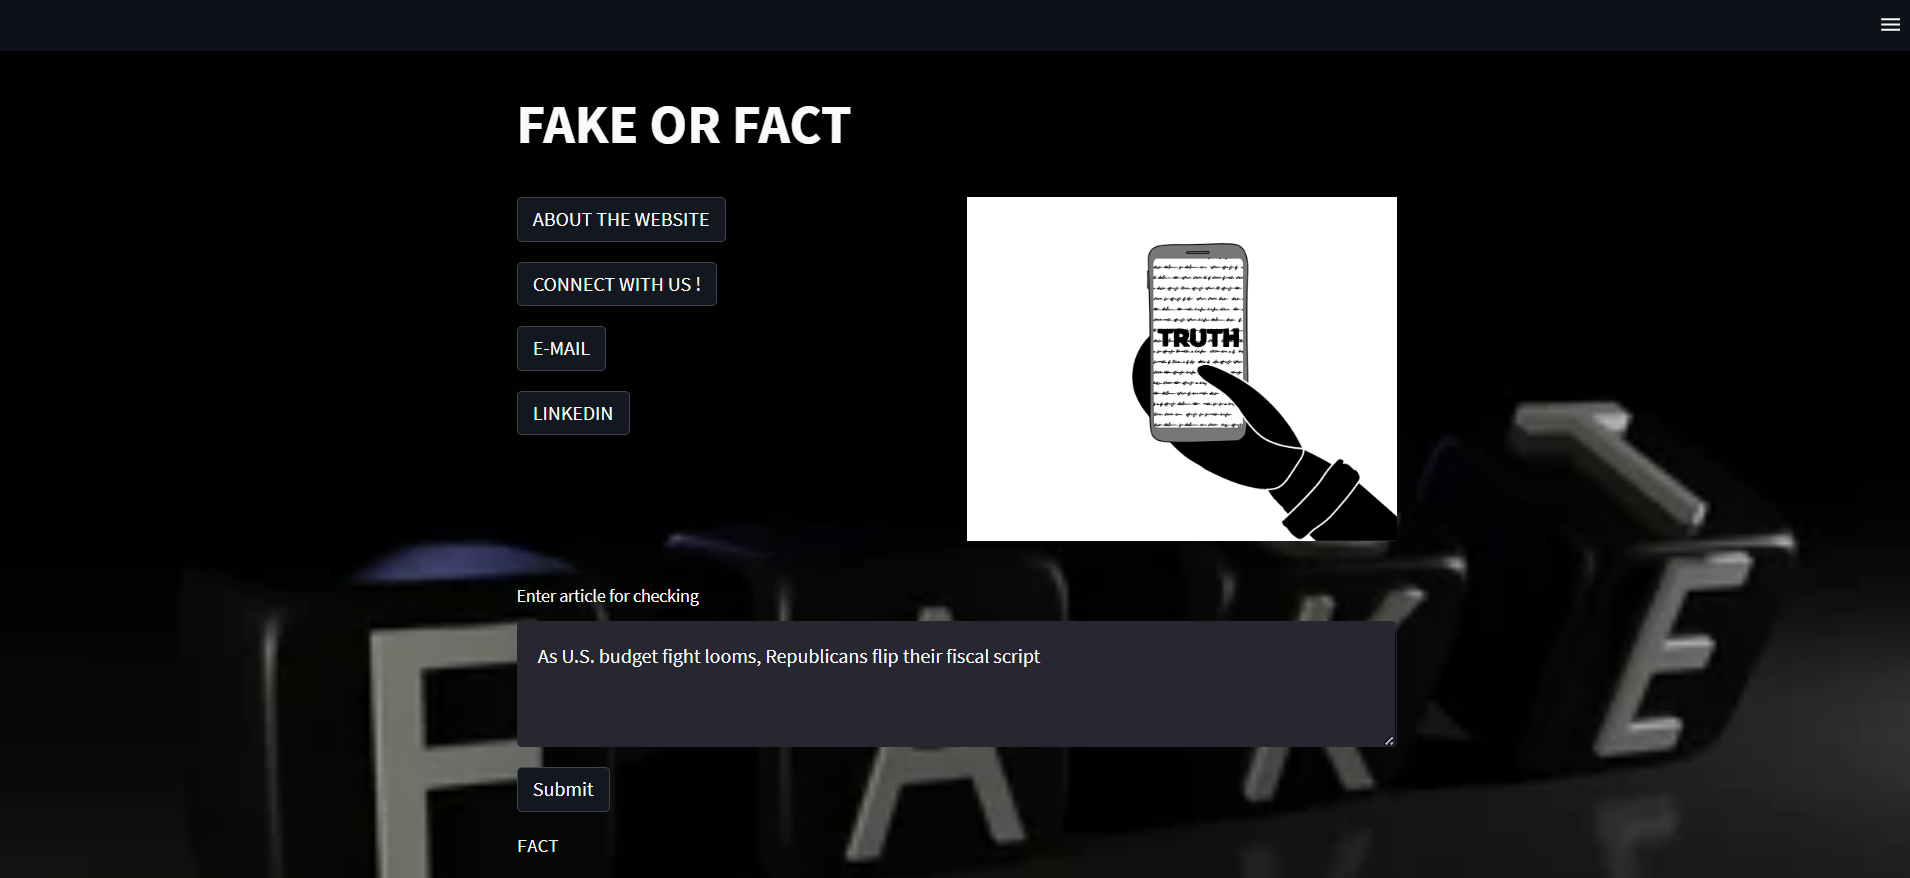 FAKE OR FACT
ABOUT THE WEBSITE
CONNECT WITH US !
E-MAIL
LINKEDIN
TRUTH
Enter article for checking
As U.S. budget fight looms, Republicans flip their fiscal script
Submit
FACT
F A K T E